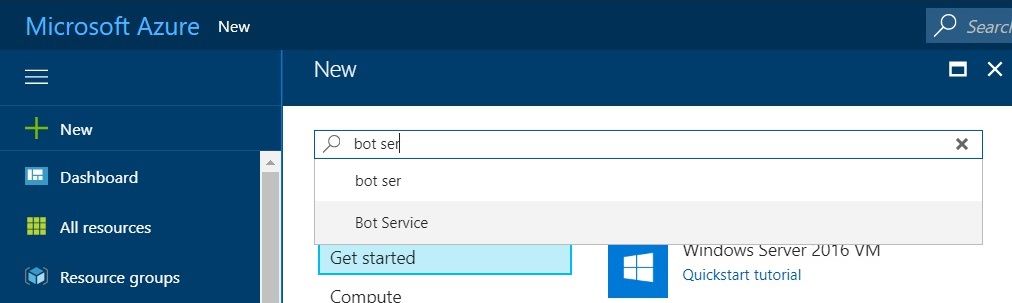 Microsoft Azure New
Search
New
New
bot ser
Dashboard
bot ser
All resources
Bot Service
Get started
Windows Server 2016 VM
Quickstart tutorial
Resource groups
Compute